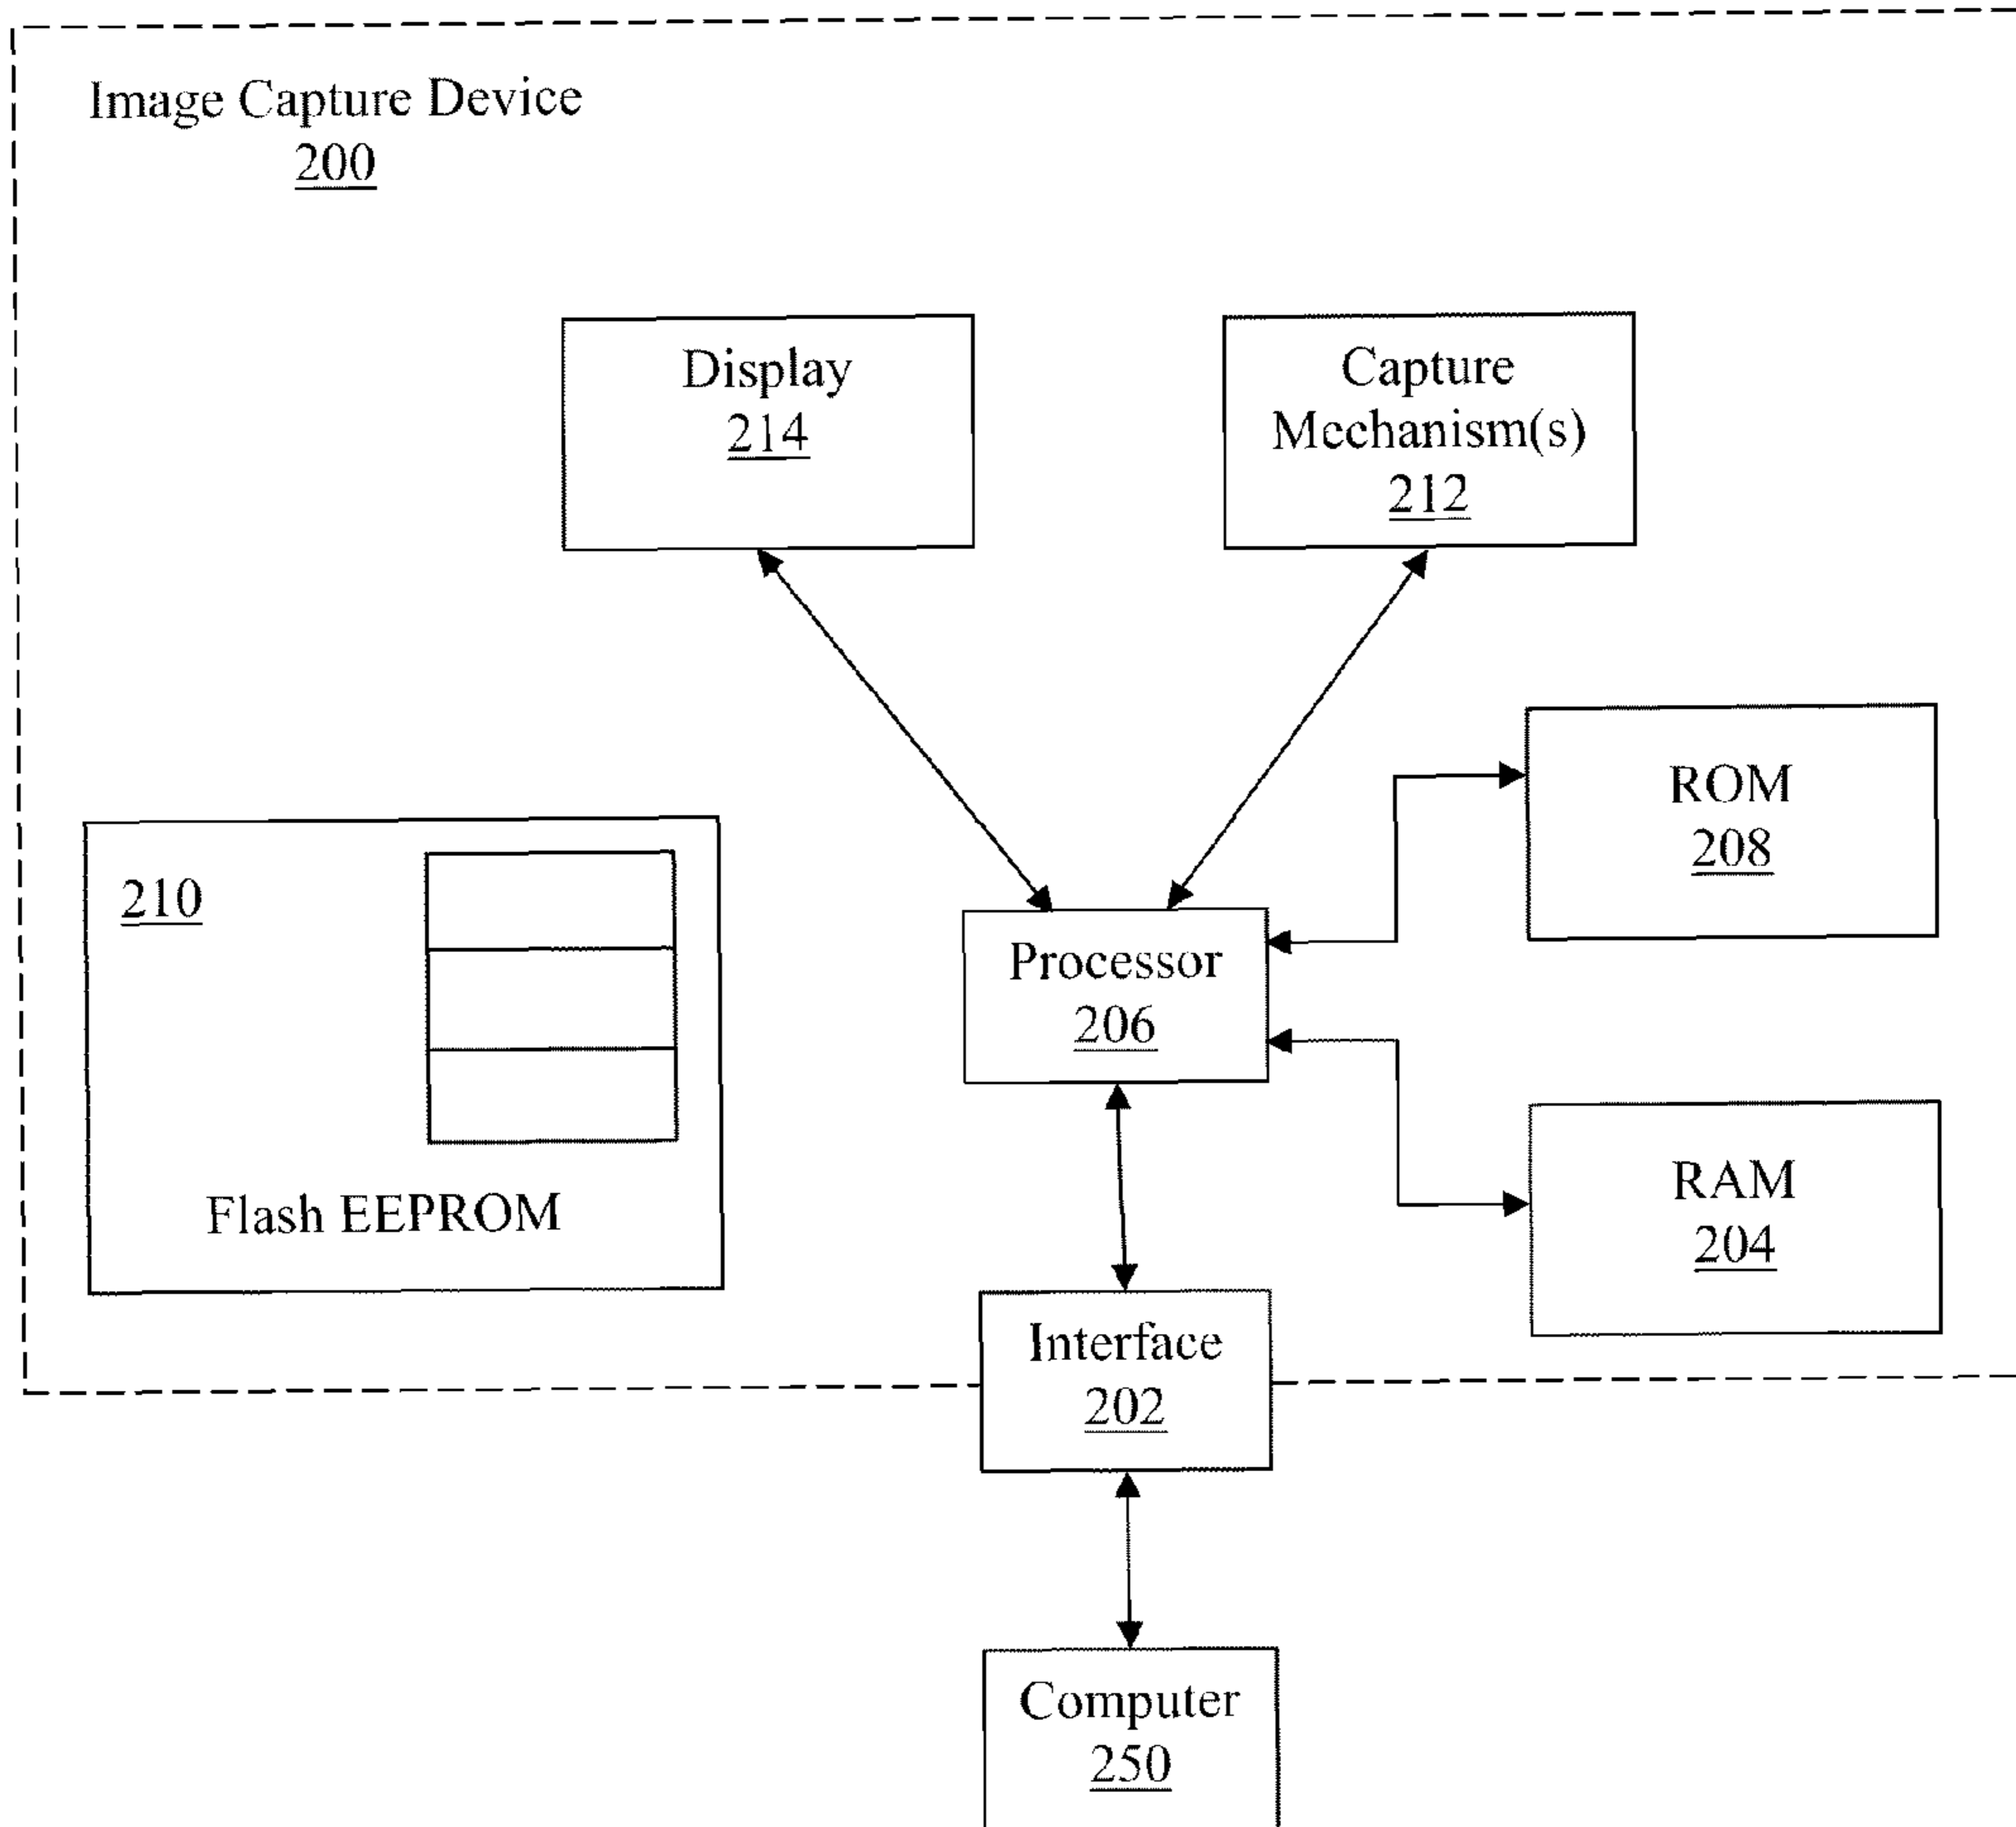 Image Capture Device
200
Display
214
Capture
Mechanism(s)
212
ROM
208
210
Processor
206
Flash EEPROM
RAM
204
Interface
202
Computer
250